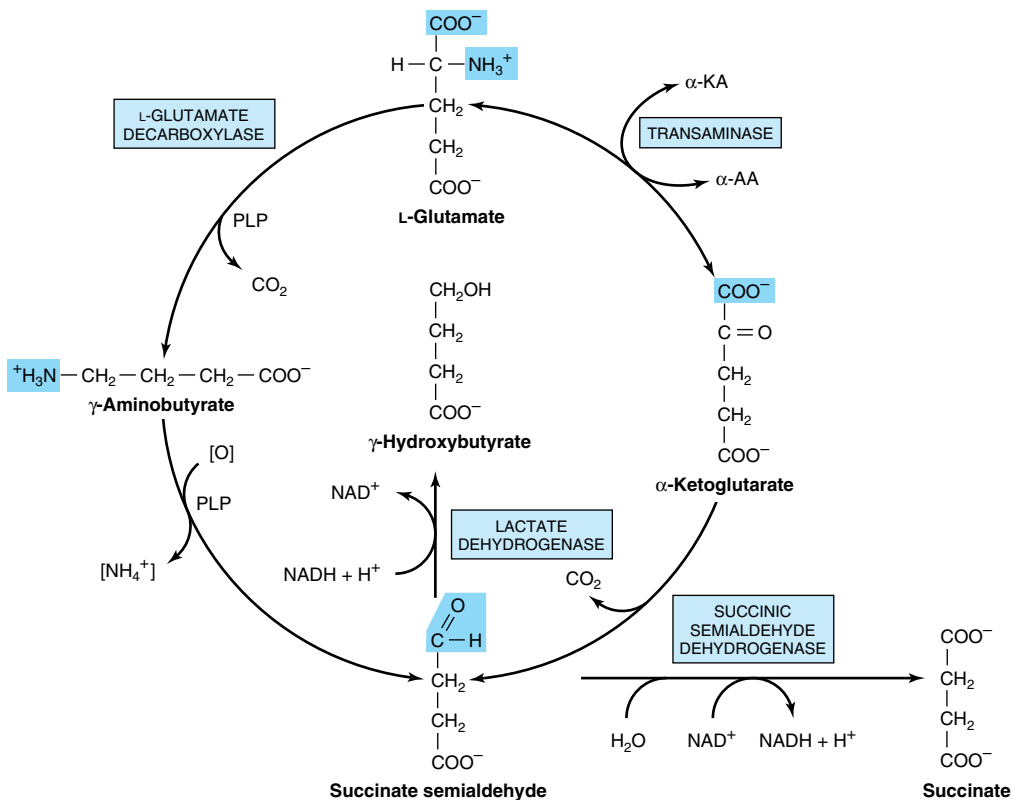 COO⁻
H – C – NH₃⁺
CH₂
CH₂
COO⁻
L-Glutamate
L-GLUTAMATE
DECARBOXYLASE
PLP
CO₂
α-KA
TRANSAMINASE
α-AA
COO⁻
C = O
CH₂
CH₂
COO⁻
α-Ketoglutarate
CH₂OH
CH₂
CH₂
COO⁻
γ-Hydroxybutyrate
⁺H₃N – CH₂ – CH₂ – CH₂ – COO⁻
γ-Aminobutyrate
[O]
PLP
[NH₄⁺]
NAD⁺
NADH + H⁺
LACTATE
DEHYDROGENASE
CO₂
O
C – H
CH₂
CH₂
COO⁻
Succinate semialdehyde
SUCCINIC
SEMIALDEHYDE
DEHYDROGENASE
H₂O
NAD⁺
NADH + H⁺
COO⁻
CH₂
CH₂
COO⁻
Succinate